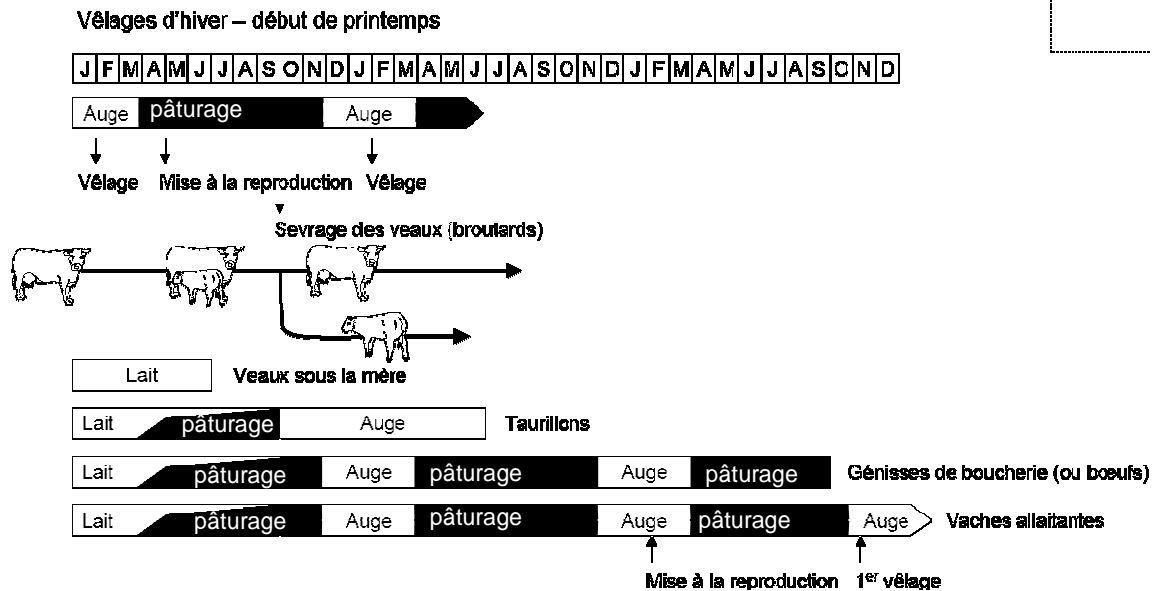 Vêlages d'hiver – début de printemps
J F M A M J J A S O N D J F M A M J J A S O N D J F M A M J J A S O N D
Auge pâturage Auge
Vêlage Mise à la reproduction Vêlage
Sevrage des veaux (broutards)
Lait Veaux sous la mère
Lait pâturage Auge Taurillons
Lait pâturage Auge pâturage Auge pâturage Génisses de boucherie (ou bœufs)
Lait pâturage Auge pâturage Auge pâturage Auge Vaches allaitantes
Mise à la reproduction 1er vêlage